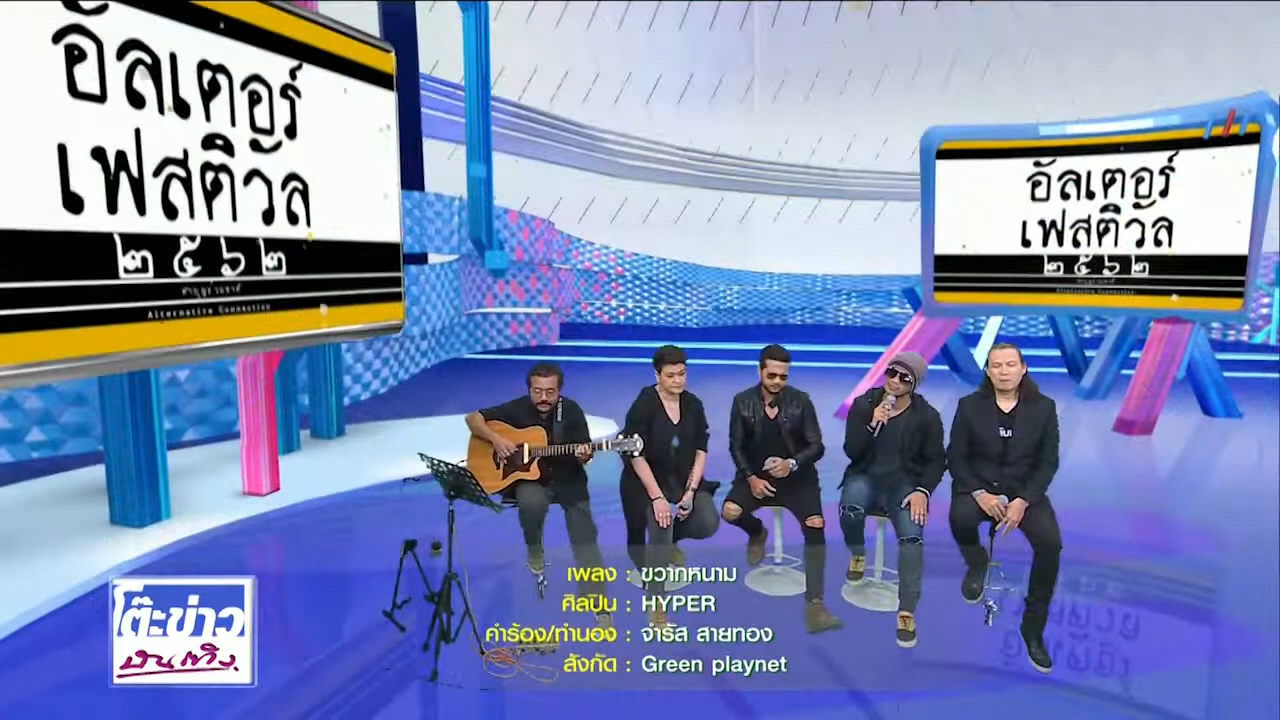 อัลเตอร์
เฟสติวัล
๒๕๖๒
Alternative Connection
อัลเตอร์
เฟสติวัล
๒๕๖๒
Alternative Connection
โต๊ะข่าว
บันเทิง
เพลง : ขวากหนาม
ศิลปิน : HYPER
คำร้อง/ทำนอง : จำรัส สายทอง
สังกัด : Green playnet